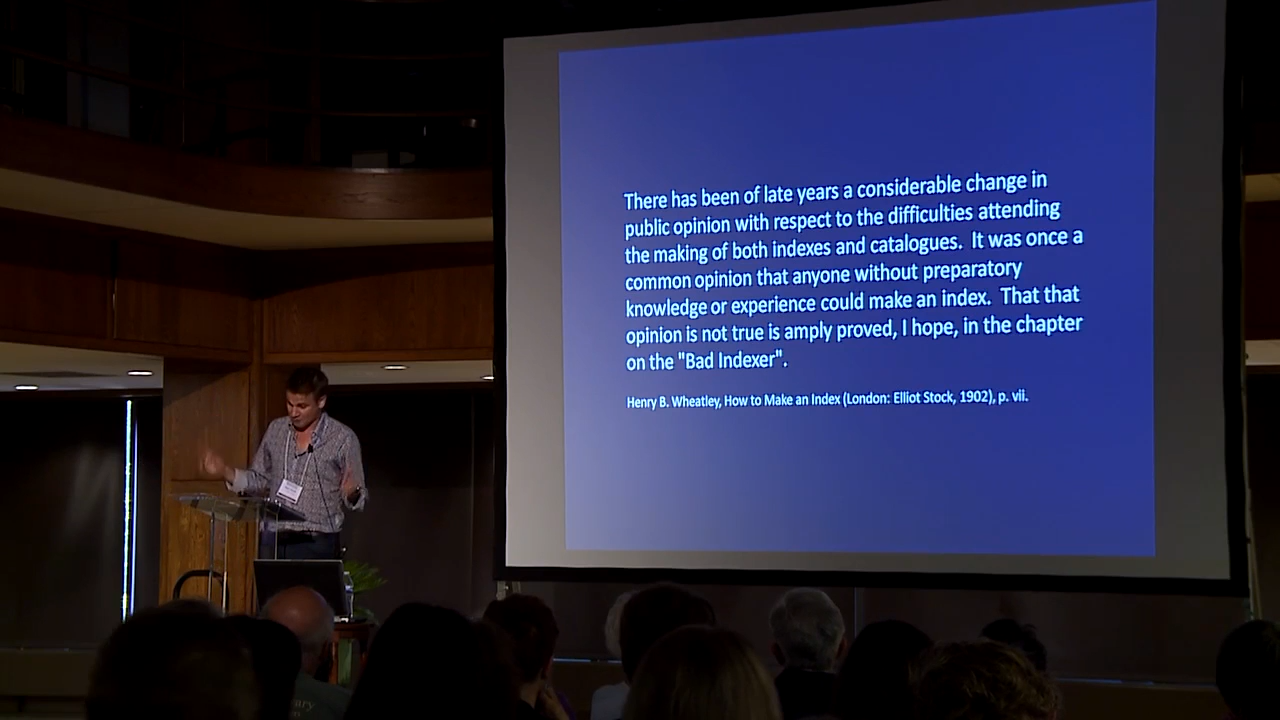 There has been of late years a considerable change in
public opinion with respect to the difficulties attending
the making of both indexes and catalogues.  It was once a
common opinion that anyone without preparatory
knowledge or experience could make an index.  That that
opinion is not true is amply proved, I hope, in the chapter
on the "Bad Indexer".
Henry B. Wheatley, How to Make an Index (London: Elliot Stock, 1902), p. vii.